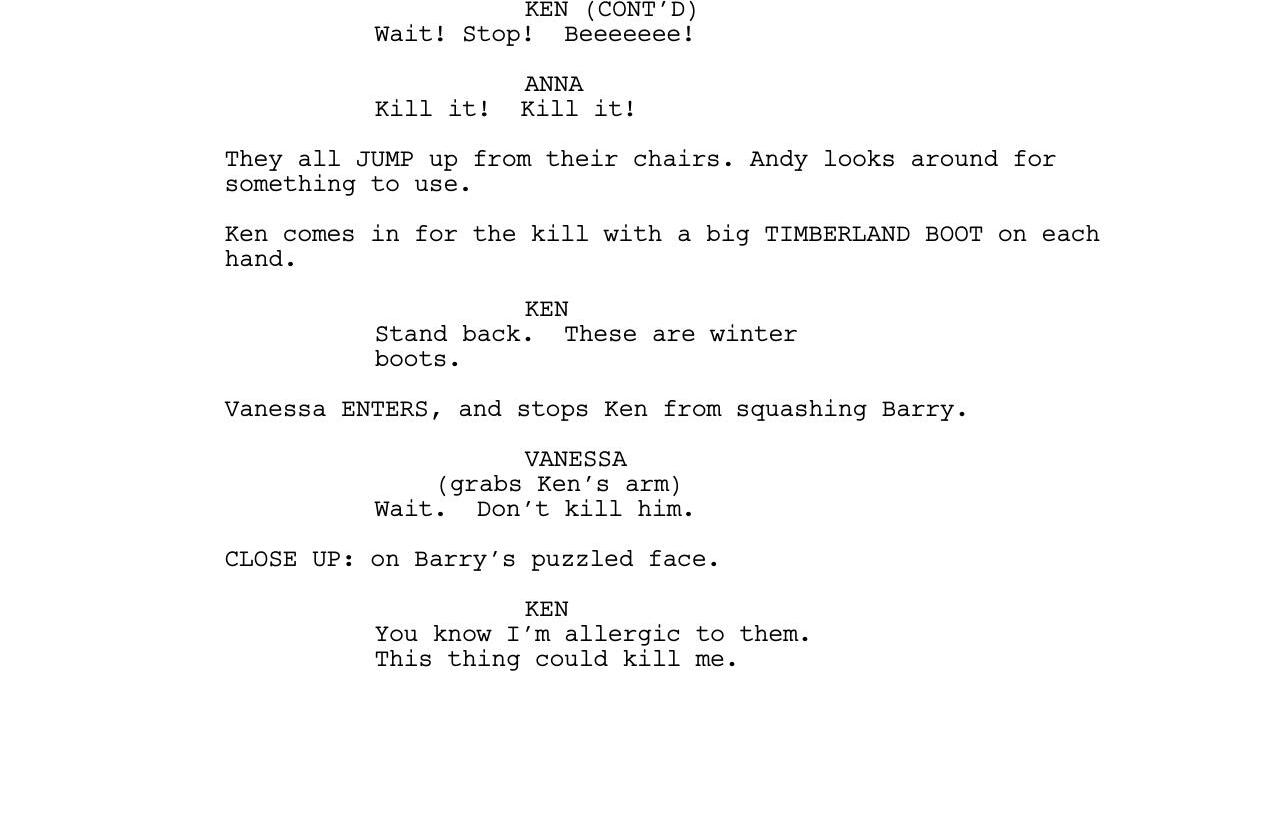 KEN (CONT’D)
Wait! Stop!  Beeeeeee!
ANNA
Kill it!  Kill it!
They all JUMP up from their chairs. Andy looks around for
something to use.
Ken comes in for the kill with a big TIMBERLAND BOOT on each
hand.
KEN
Stand back.  These are winter
boots.
Vanessa ENTERS, and stops Ken from squashing Barry.
VANESSA
(grabs Ken’s arm)
Wait.  Don’t kill him.
CLOSE UP: on Barry’s puzzled face.
KEN
You know I’m allergic to them.
This thing could kill me.